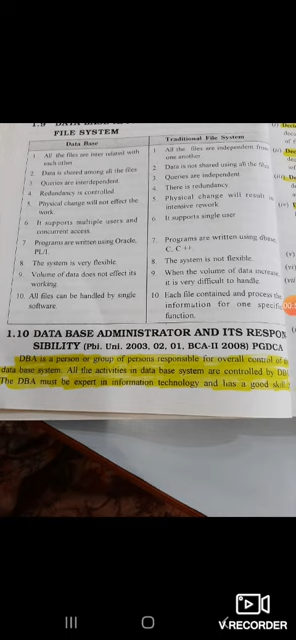 1.9 DATA BASE
FILE SYSTEM
Data Base
1. All the files are inter related with
each other
2. Data is shared among all the files
3 Queries are interdependent.
4. Redundancy is controlled
5. Physical change will not effect the
work
6 It supports multiple users and
concurrent access.
7. Programs are written using Oracle,
PL/1.
8 The system is very flexible
9. Volume of data does not effect its
working
10. All files can be handled by single
software.
Traditional File System
1. All the files are independent from
one another
2. Data is not shared using all the files
3 Queries are independent
4. There is redundancy.
5 Physical change will result in
intensive rework
6. It supports single user
7. Programs are written using dbase,
C, C ++.
8. The system is not flexible.
9 When the volume of data increase,
it is very difficult to handle.
10. Each file contained and process the
information for one specific
function.
1.10 DATA BASE ADMINISTRATOR AND ITS RESPON
SIBILITY (Pbi. Uni. 2003, 02, 01, BCA-II 2008) PGDCA
DBA is a person or group of persons responsible for overall control of
data base system. All the activities in data base system are controlled by DB
The DBA must be expert in information technology and has a good skill
(v)
(vi)
(vii)
V RECORDER